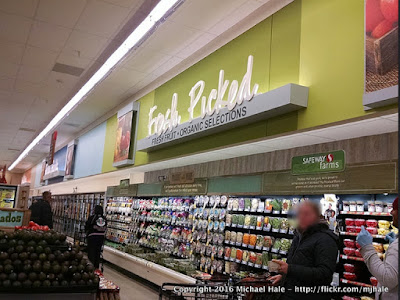 Fresh Picked
FRESH FRUIT • ORGANIC SELECTIONS
SAFEWAY
farms
Copyright 2016 Michael Hale | http://flickr.com/mjhale